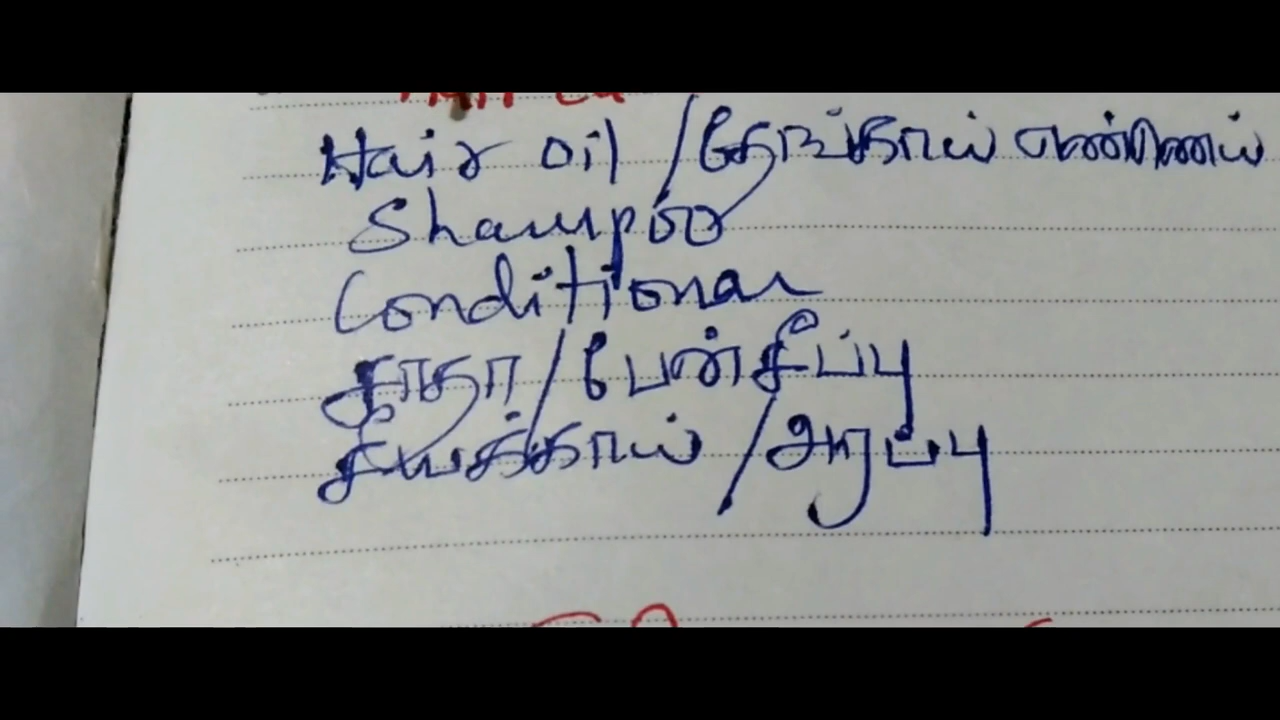 Hair oil / தேங்காய் எண்ணெய்
Shampoo
Conditionar
சாதா / பேன்சீப்பு
சீயக்காய் / அரப்பு